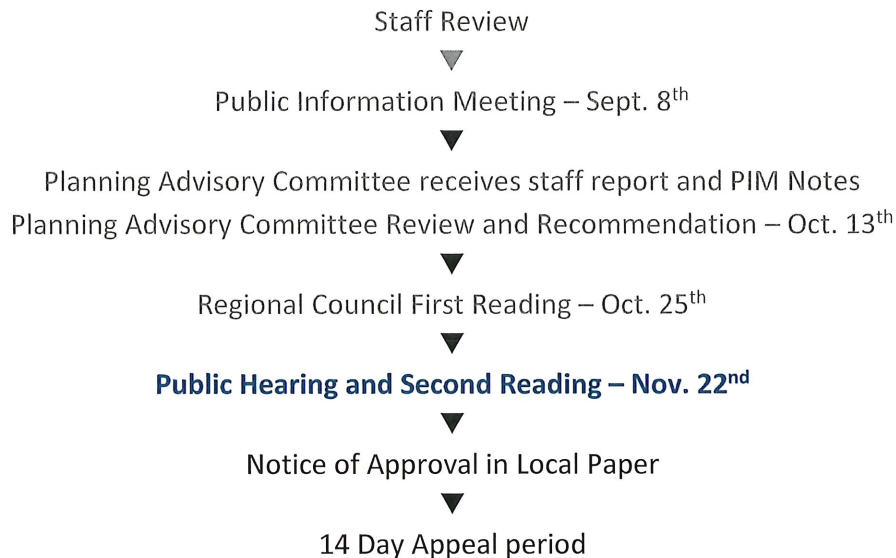 Staff Review
Public Information Meeting – Sept. 8th
Planning Advisory Committee receives staff report and PIM Notes
Planning Advisory Committee Review and Recommendation – Oct. 13th
Regional Council First Reading – Oct. 25th
Public Hearing and Second Reading – Nov. 22nd
Notice of Approval in Local Paper
14 Day Appeal period